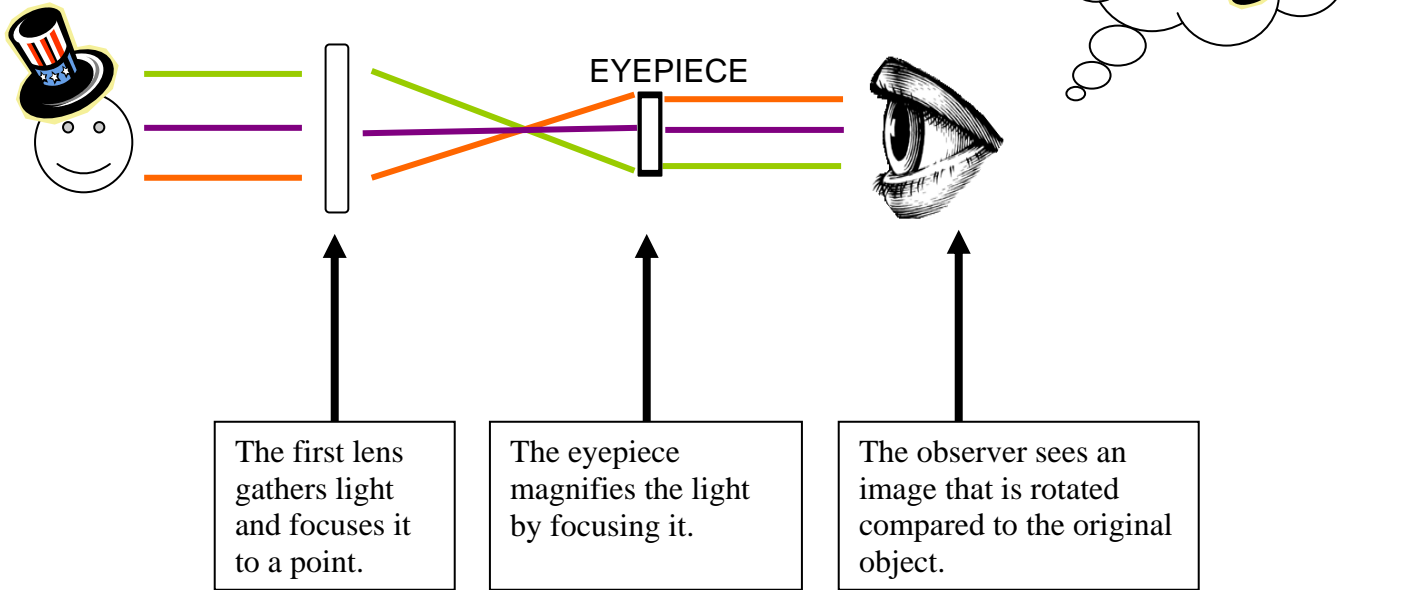 EYEPIECE
The first lens
gathers light
and focuses it
to a point.
The eyepiece
magnifies the light
by focusing it.
The observer sees an
image that is rotated
compared to the original
object.